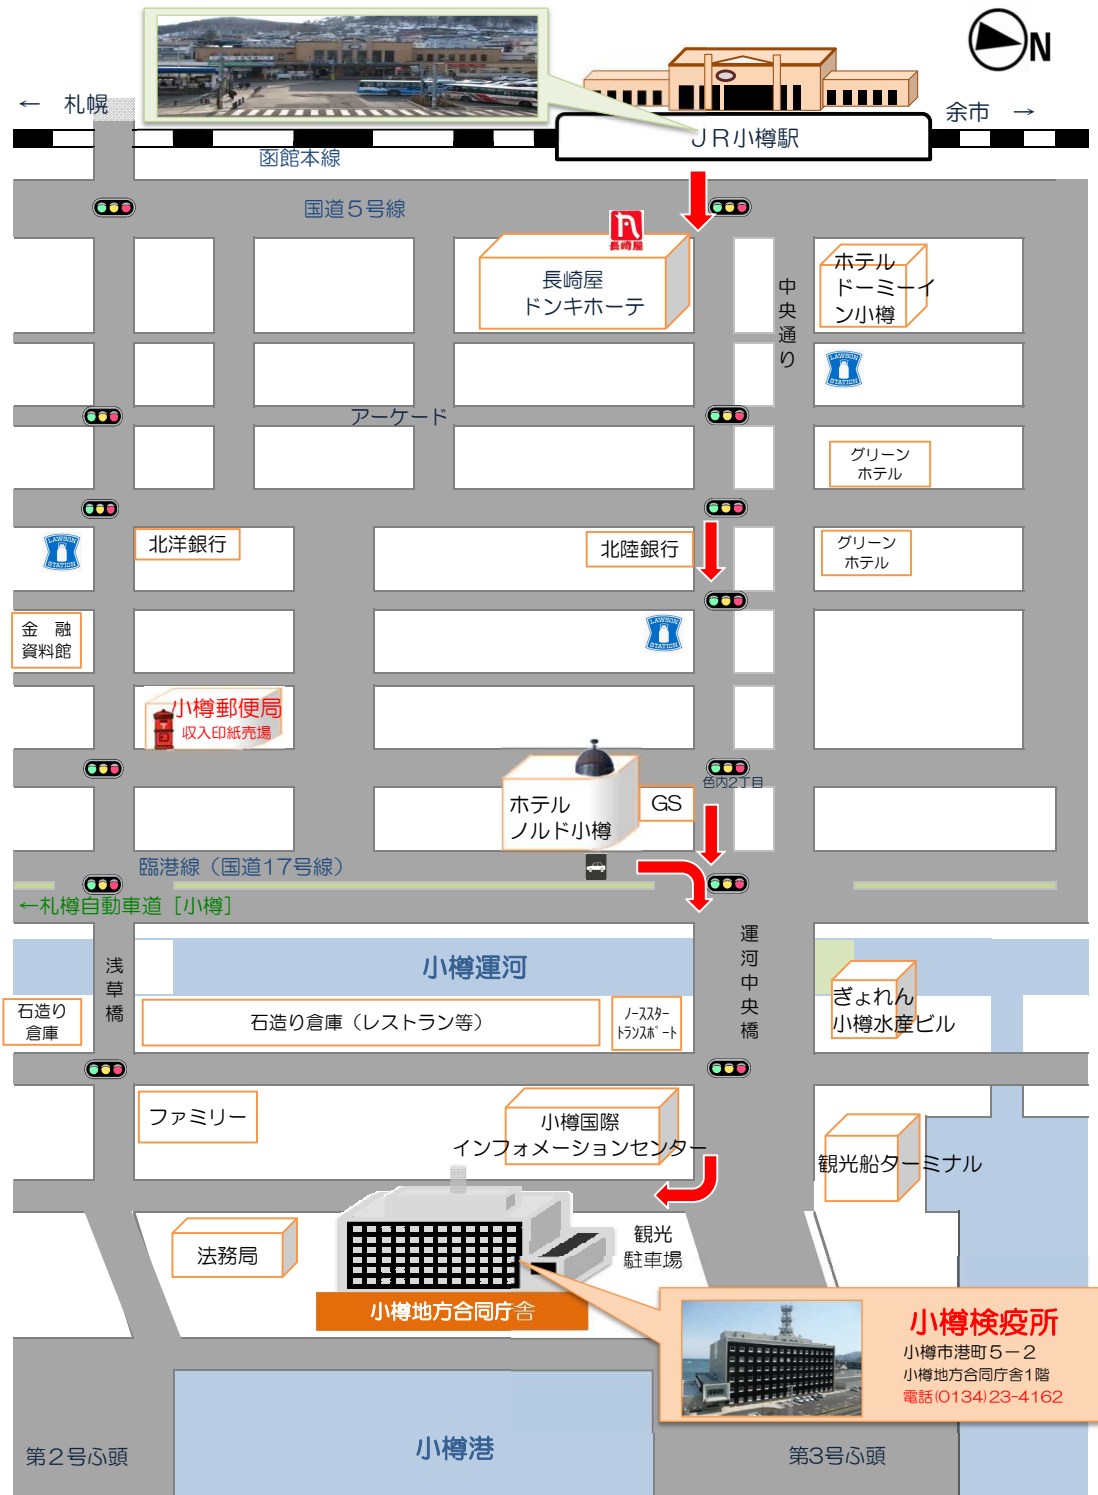 N
← 札幌
余市 →
JR小樽駅
函館本線
国道5号線
長崎屋
長崎屋
ドンキホーテ
中央通り
ホテル
ドーミーイ
ン小樽
LAWSON
STATION
アーケード
グリーン
ホテル
LAWSON
STATION
北洋銀行
北陸銀行
グリーン
ホテル
金 融
資料館
LAWSON
STATION
小樽郵便局
収入印紙売場
色内2丁目
ホテル
ノルド小樽
GS
臨港線（国道17号線）
←札樽自動車道［小樽］
浅草橋
小樽運河
運河中央橋
石造り
倉庫
石造り倉庫（レストラン等）
ノーススター
トランスポート
ぎょれん
小樽水産ビル
ファミリー
小樽国際
インフォメーションセンター
観光船ターミナル
法務局
観光
駐車場
小樽地方合同庁舎
小樽検疫所
小樽市港町5－2
小樽地方合同庁舎1階
電話(0134)23-4162
第2号ふ頭
小樽港
第3号ふ頭